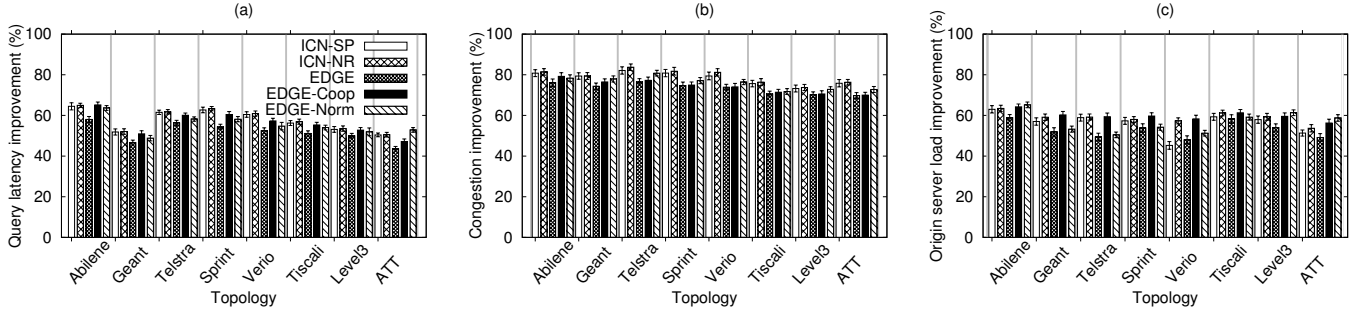 (a)
Query latency improvement (%)
100
80
60
40
20
0
ICN-SP
ICN-NR
EDGE
EDGE-Coop
EDGE-Norm
Abilene
Geant
Telstra
Sprint
Verio
Tiscali
Level3
ATT
Topology
(b)
Congestion improvement (%)
100
80
60
40
20
0
Abilene
Geant
Telstra
Sprint
Verio
Tiscali
Level3
ATT
Topology
(c)
Origin server load improvement (%)
100
80
60
40
20
0
Abilene
Geant
Telstra
Sprint
Verio
Tiscali
Level3
ATT
Topology